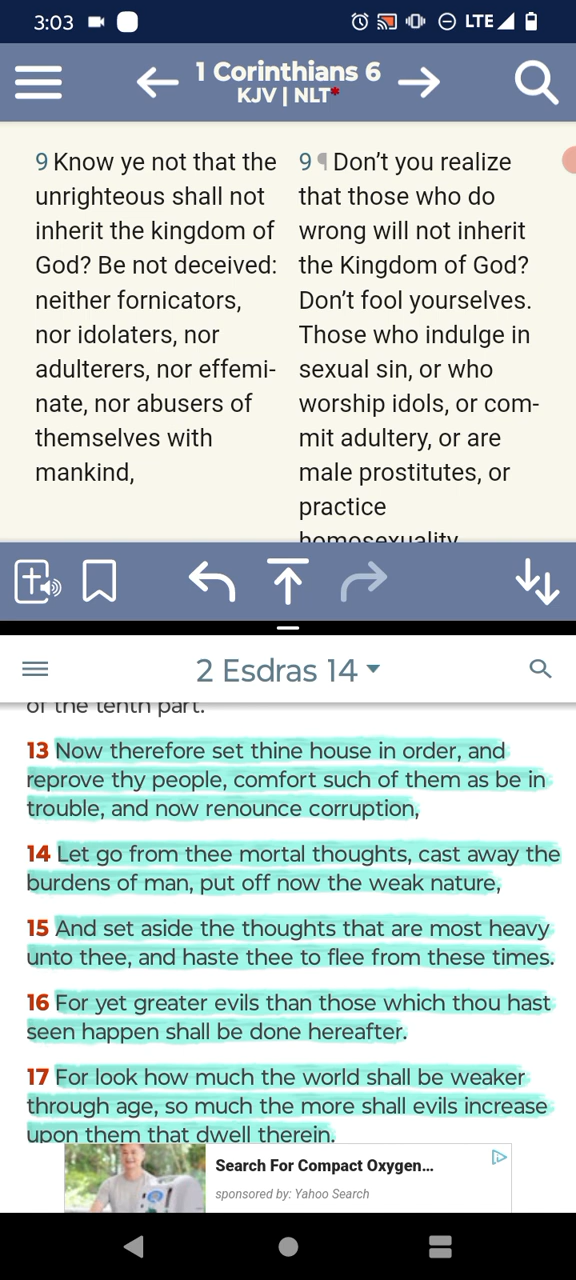 3:03
LTE
1 Corinthians 6
KJV | NLT*
9 Know ye not that the
unrighteous shall not
inherit the kingdom of
God? Be not deceived:
neither fornicators,
nor idolaters, nor
adulterers, nor effemi-
nate, nor abusers of
themselves with
mankind,
9 ¶ Don’t you realize
that those who do
wrong will not inherit
the Kingdom of God?
Don’t fool yourselves.
Those who indulge in
sexual sin, or who
worship idols, or com-
mit adultery, or are
male prostitutes, or
practice
homosexuality
2 Esdras 14
of the tenth part.
13 Now therefore set thine house in order, and
reprove thy people, comfort such of them as be in
trouble, and now renounce corruption,
14 Let go from thee mortal thoughts, cast away the
burdens of man, put off now the weak nature,
15 And set aside the thoughts that are most heavy
unto thee, and haste thee to flee from these times.
16 For yet greater evils than those which thou hast
seen happen shall be done hereafter.
17 For look how much the world shall be weaker
through age, so much the more shall evils increase
upon them that dwell therein.
Search For Compact Oxygen...
sponsored by: Yahoo Search